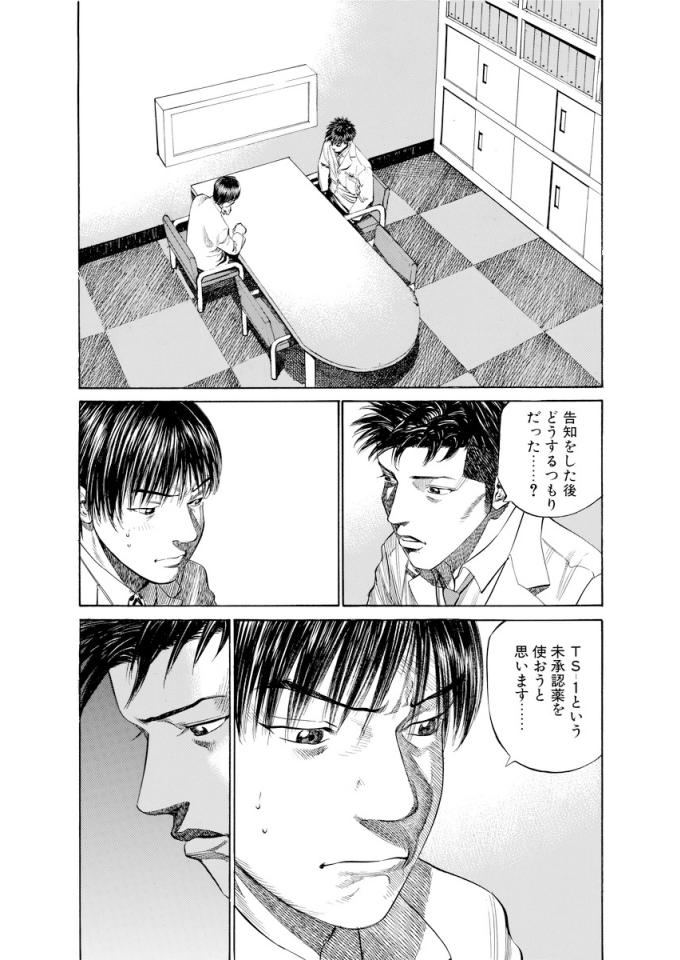 告知をした後
どうするつもり
だった……?
TS-1という
未承認薬を
使おうと
思います……